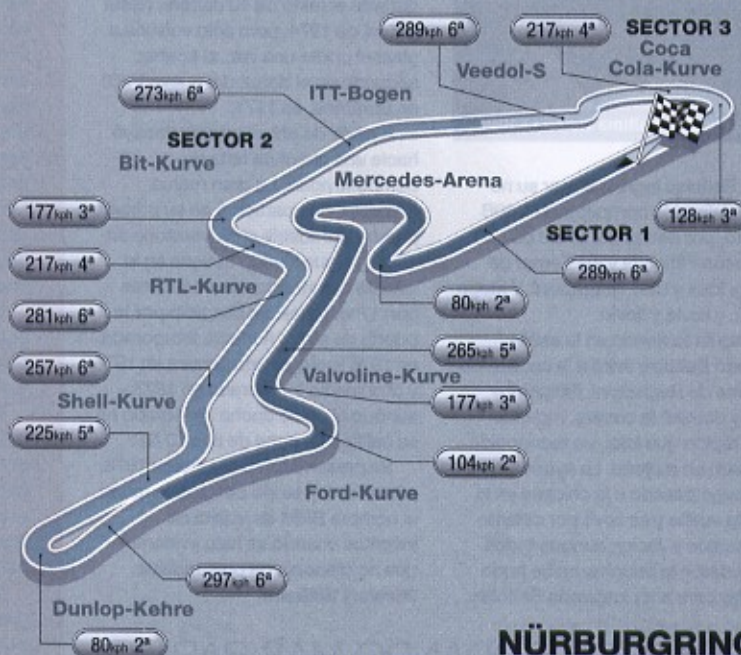 289kph 6ª
217kph 4ª
SECTOR 3
Coca
Cola-Kurve
Veedol-S
273kph 6ª
ITT-Bogen
SECTOR 2
Bit-Kurve
Mercedes-Arena
177kph 3ª
128kph 3ª
SECTOR 1
217kph 4ª
289kph 6ª
RTL-Kurve
80kph 2ª
281kph 6ª
265kph 5ª
257kph 6ª
Valvoline-Kurve
Shell-Kurve
177kph 3ª
225kph 5ª
104kph 2ª
Ford-Kurve
297kph 6ª
Dunlop-Kehre
80kph 2ª
NÜRBURGRING